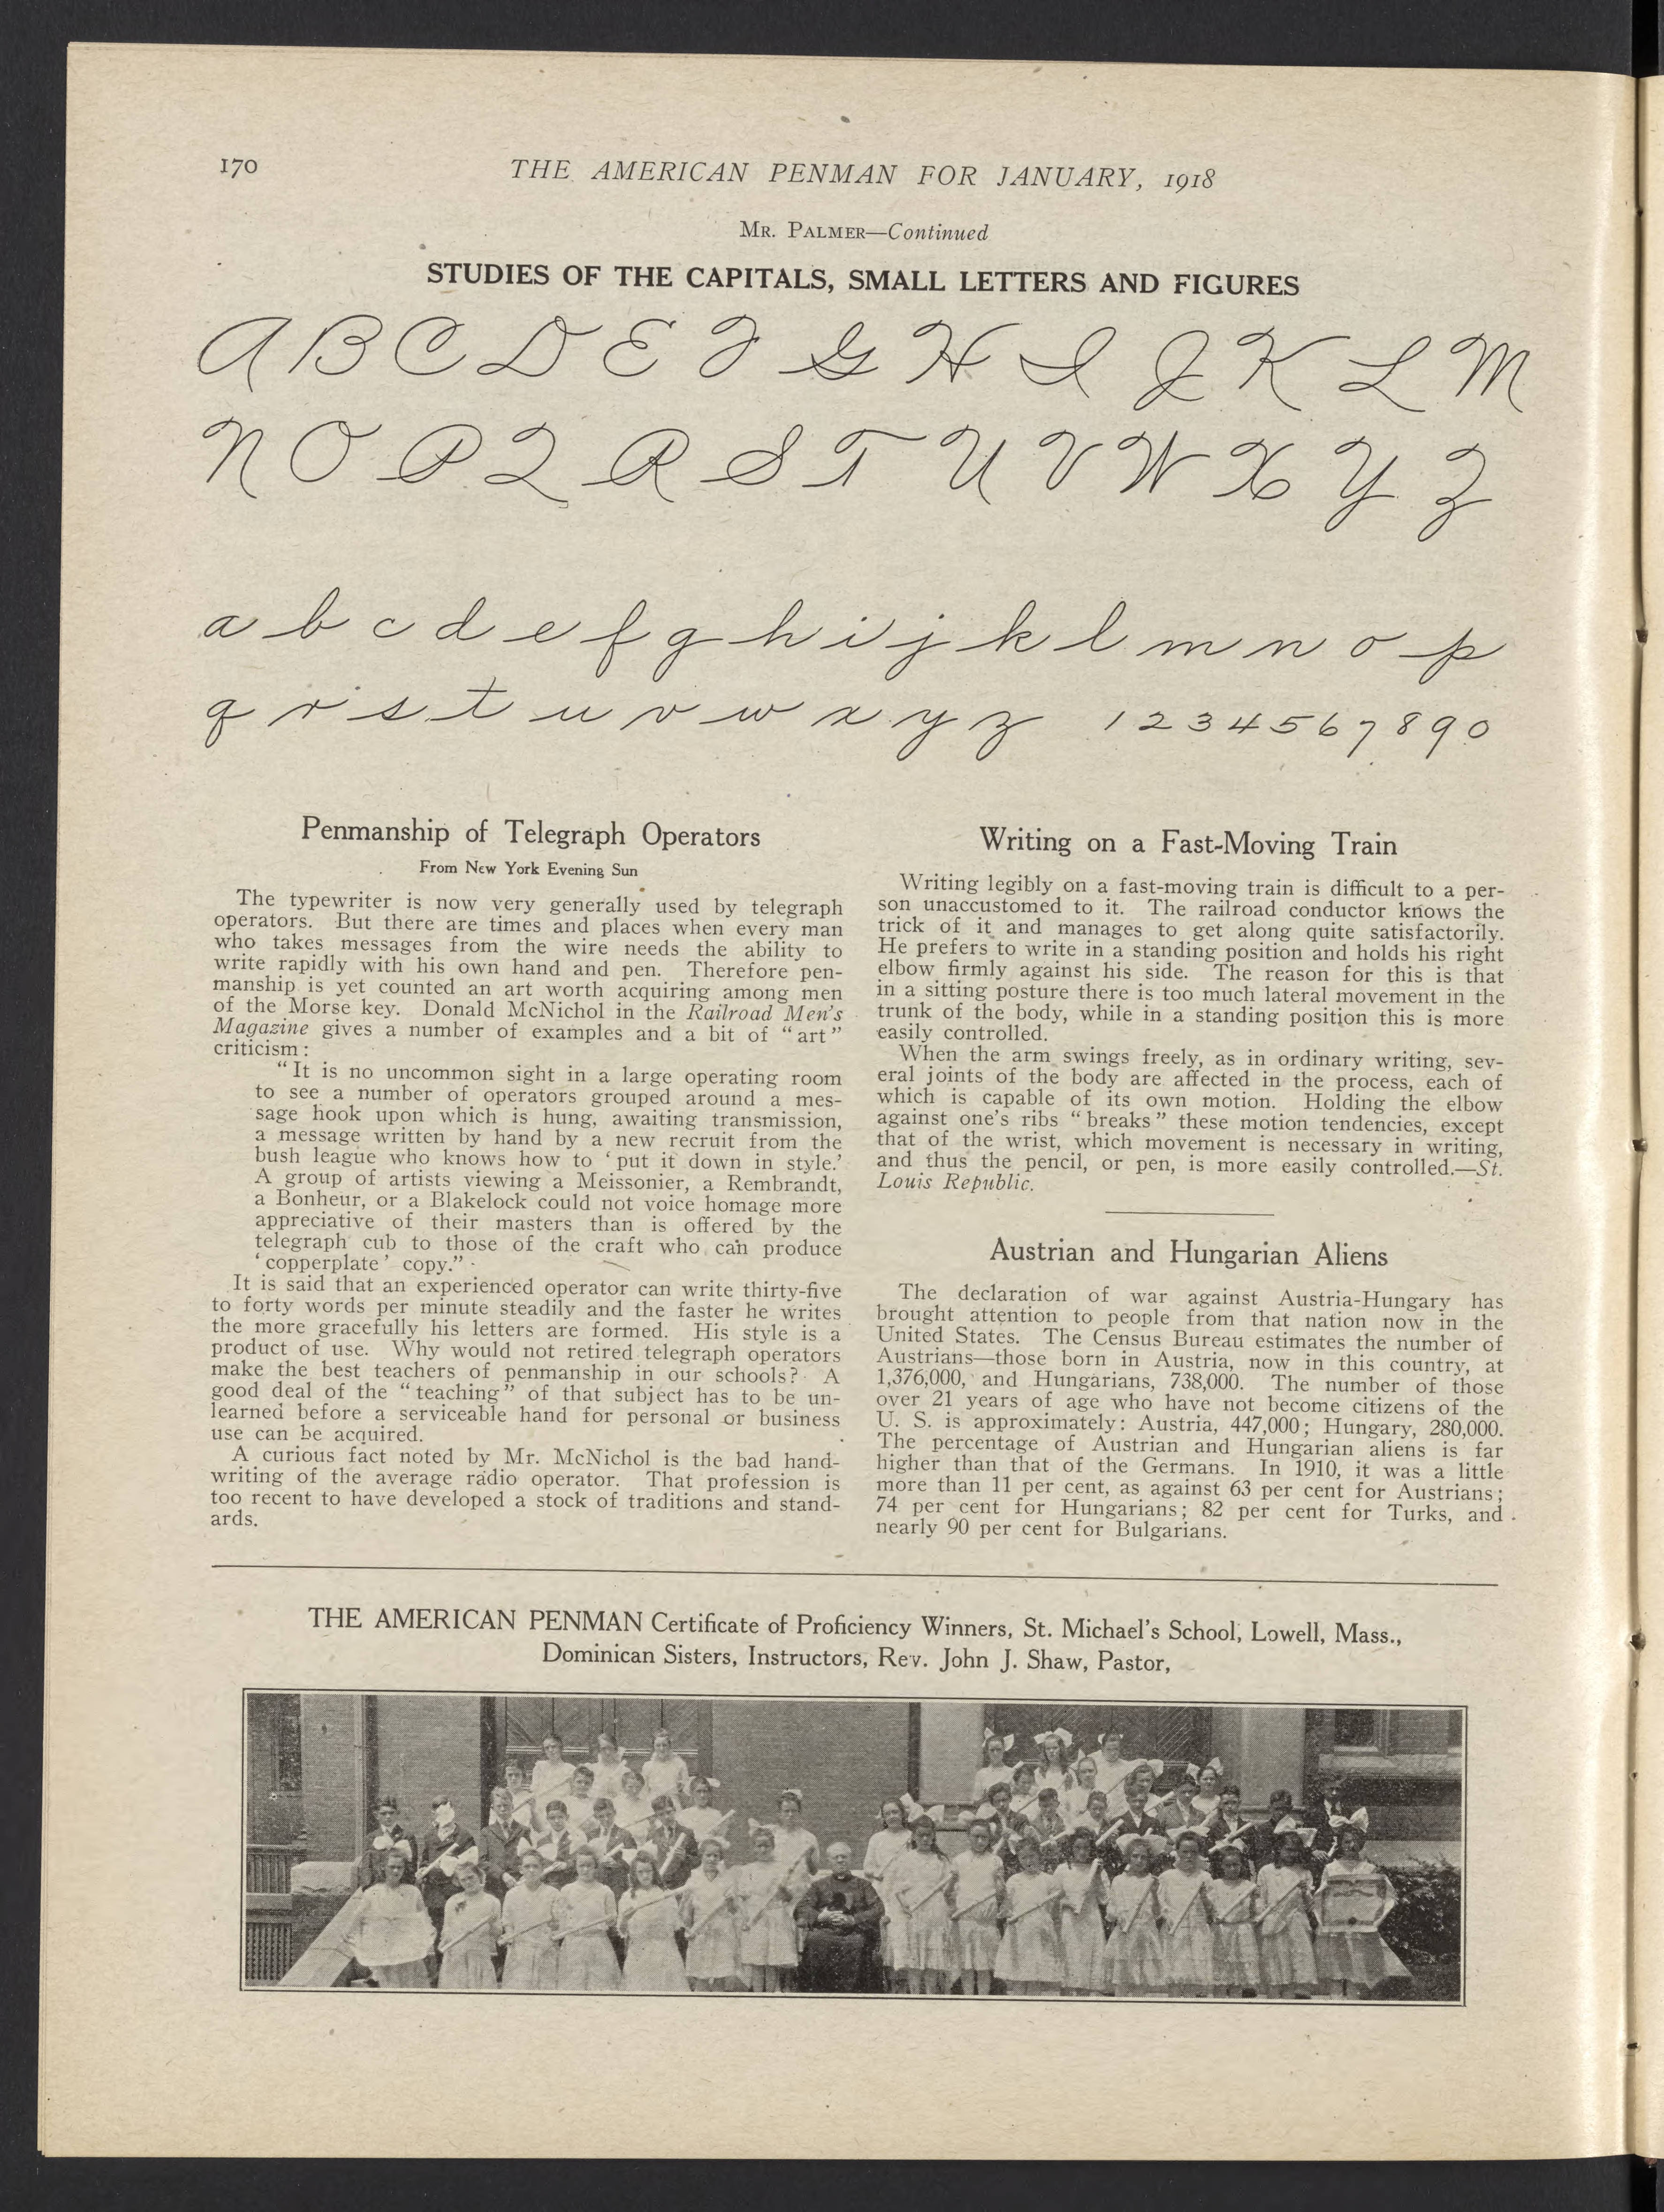 170
THE AMERICAN PENMAN FOR JANUARY, 1918
MR. PALMER—Continued
STUDIES OF THE CAPITALS, SMALL LETTERS AND FIGURES
A B C D E F G H I J K L M
N O P Q R S T U V W X Y Z
a b c d e f g h i j k l m n o p
q r s t u v w x y z 1 2 3 4 5 6 7 8 9 0
Penmanship of Telegraph Operators
From New York Evening Sun
The typewriter is now very generally used by telegraph
operators. But there are times and places when every man
who takes messages from the wire needs the ability to
write rapidly with his own hand and pen. Therefore pen-
manship is yet counted an art worth acquiring among men
of the Morse key. Donald McNichol in the Railroad Men's
Magazine gives a number of examples and a bit of "art"
criticism:
"It is no uncommon sight in a large operating room
to see a number of operators grouped around a mes-
sage hook upon which is hung, awaiting transmission,
a message written by hand by a new recruit from the
bush league who knows how to 'put it down in style.'
A group of artists viewing a Meissonier, a Rembrandt,
a Bonheur, or a Blakelock could not voice homage more
appreciative of their masters than is offered by the
telegraph cub to those of the craft who can produce
'copperplate' copy."
It is said that an experienced operator can write thirty-five
to forty words per minute steadily and the faster he writes
the more gracefully his letters are formed. His style is a
product of use. Why would not retired telegraph operators
make the best teachers of penmanship in our schools? A
good deal of the "teaching" of that subject has to be un-
learned before a serviceable hand for personal or business
use can be acquired.
A curious fact noted by Mr. McNichol is the bad hand-
writing of the average radio operator. That profession is
too recent to have developed a stock of traditions and stand-
ards.
Writing on a Fast-Moving Train
Writing legibly on a fast-moving train is difficult to a per-
son unaccustomed to it. The railroad conductor knows the
trick of it and manages to get along quite satisfactorily.
He prefers to write in a standing position and holds his right
elbow firmly against his side. The reason for this is that
in a sitting posture there is too much lateral movement in the
trunk of the body, while in a standing position this is more
easily controlled.
When the arm swings freely, as in ordinary writing, sev-
eral joints of the body are affected in the process, each of
which is capable of its own motion. Holding the elbow
against one's ribs "breaks" these motion tendencies, except
that of the wrist, which movement is necessary in writing,
and thus the pencil, or pen, is more easily controlled.—St.
Louis Republic.
Austrian and Hungarian Aliens
The declaration of war against Austria-Hungary has
brought attention to people from that nation now in the
United States. The Census Bureau estimates the number of
Austrians—those born in Austria, now in this country, at
1,376,000, and Hungarians, 738,000. The number of those
over 21 years of age who have not become citizens of the
U. S. is approximately: Austria, 447,000; Hungary, 280,000.
The percentage of Austrian and Hungarian aliens is far
higher than that of the Germans. In 1910, it was a little
more than 11 per cent, as against 63 per cent for Austrians;
74 per cent for Hungarians; 82 per cent for Turks, and
nearly 90 per cent for Bulgarians.
THE AMERICAN PENMAN Certificate of Proficiency Winners, St. Michael's School, Lowell, Mass.,
Dominican Sisters, Instructors, Rev. John J. Shaw, Pastor,